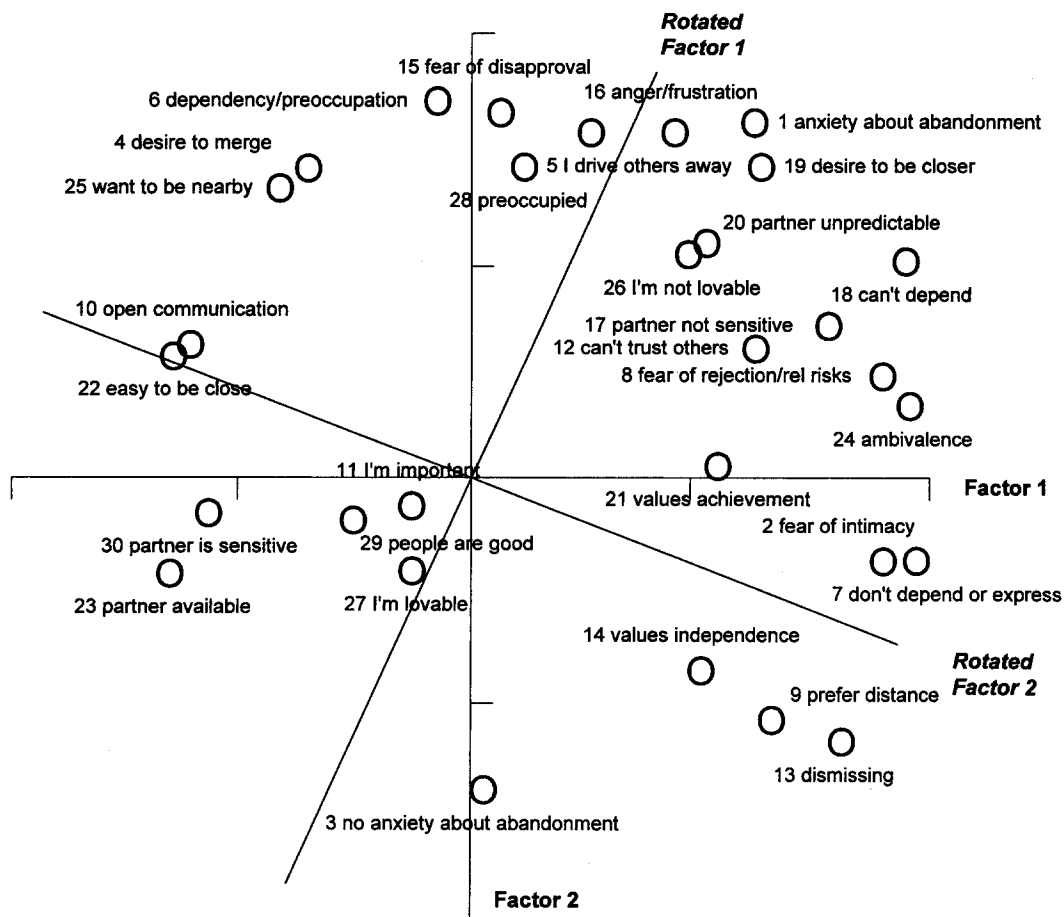 Rotated
Factor 1
15 fear of disapproval
6 dependency/preoccupation
16 anger/frustration
1 anxiety about abandonment
4 desire to merge
5 I drive others away
19 desire to be closer
25 want to be nearby
28 preoccupied
20 partner unpredictable
26 I'm not lovable
18 can't depend
10 open communication
17 partner not sensitive
12 can't trust others
8 fear of rejection/rel risks
22 easy to be close
24 ambivalence
11 I'm important
Factor 1
21 values achievement
2 fear of intimacy
30 partner is sensitive
29 people are good
7 don't depend or express
23 partner available
27 I'm lovable
14 values independence
Rotated
Factor 2
9 prefer distance
13 dismissing
3 no anxiety about abandonment
Factor 2